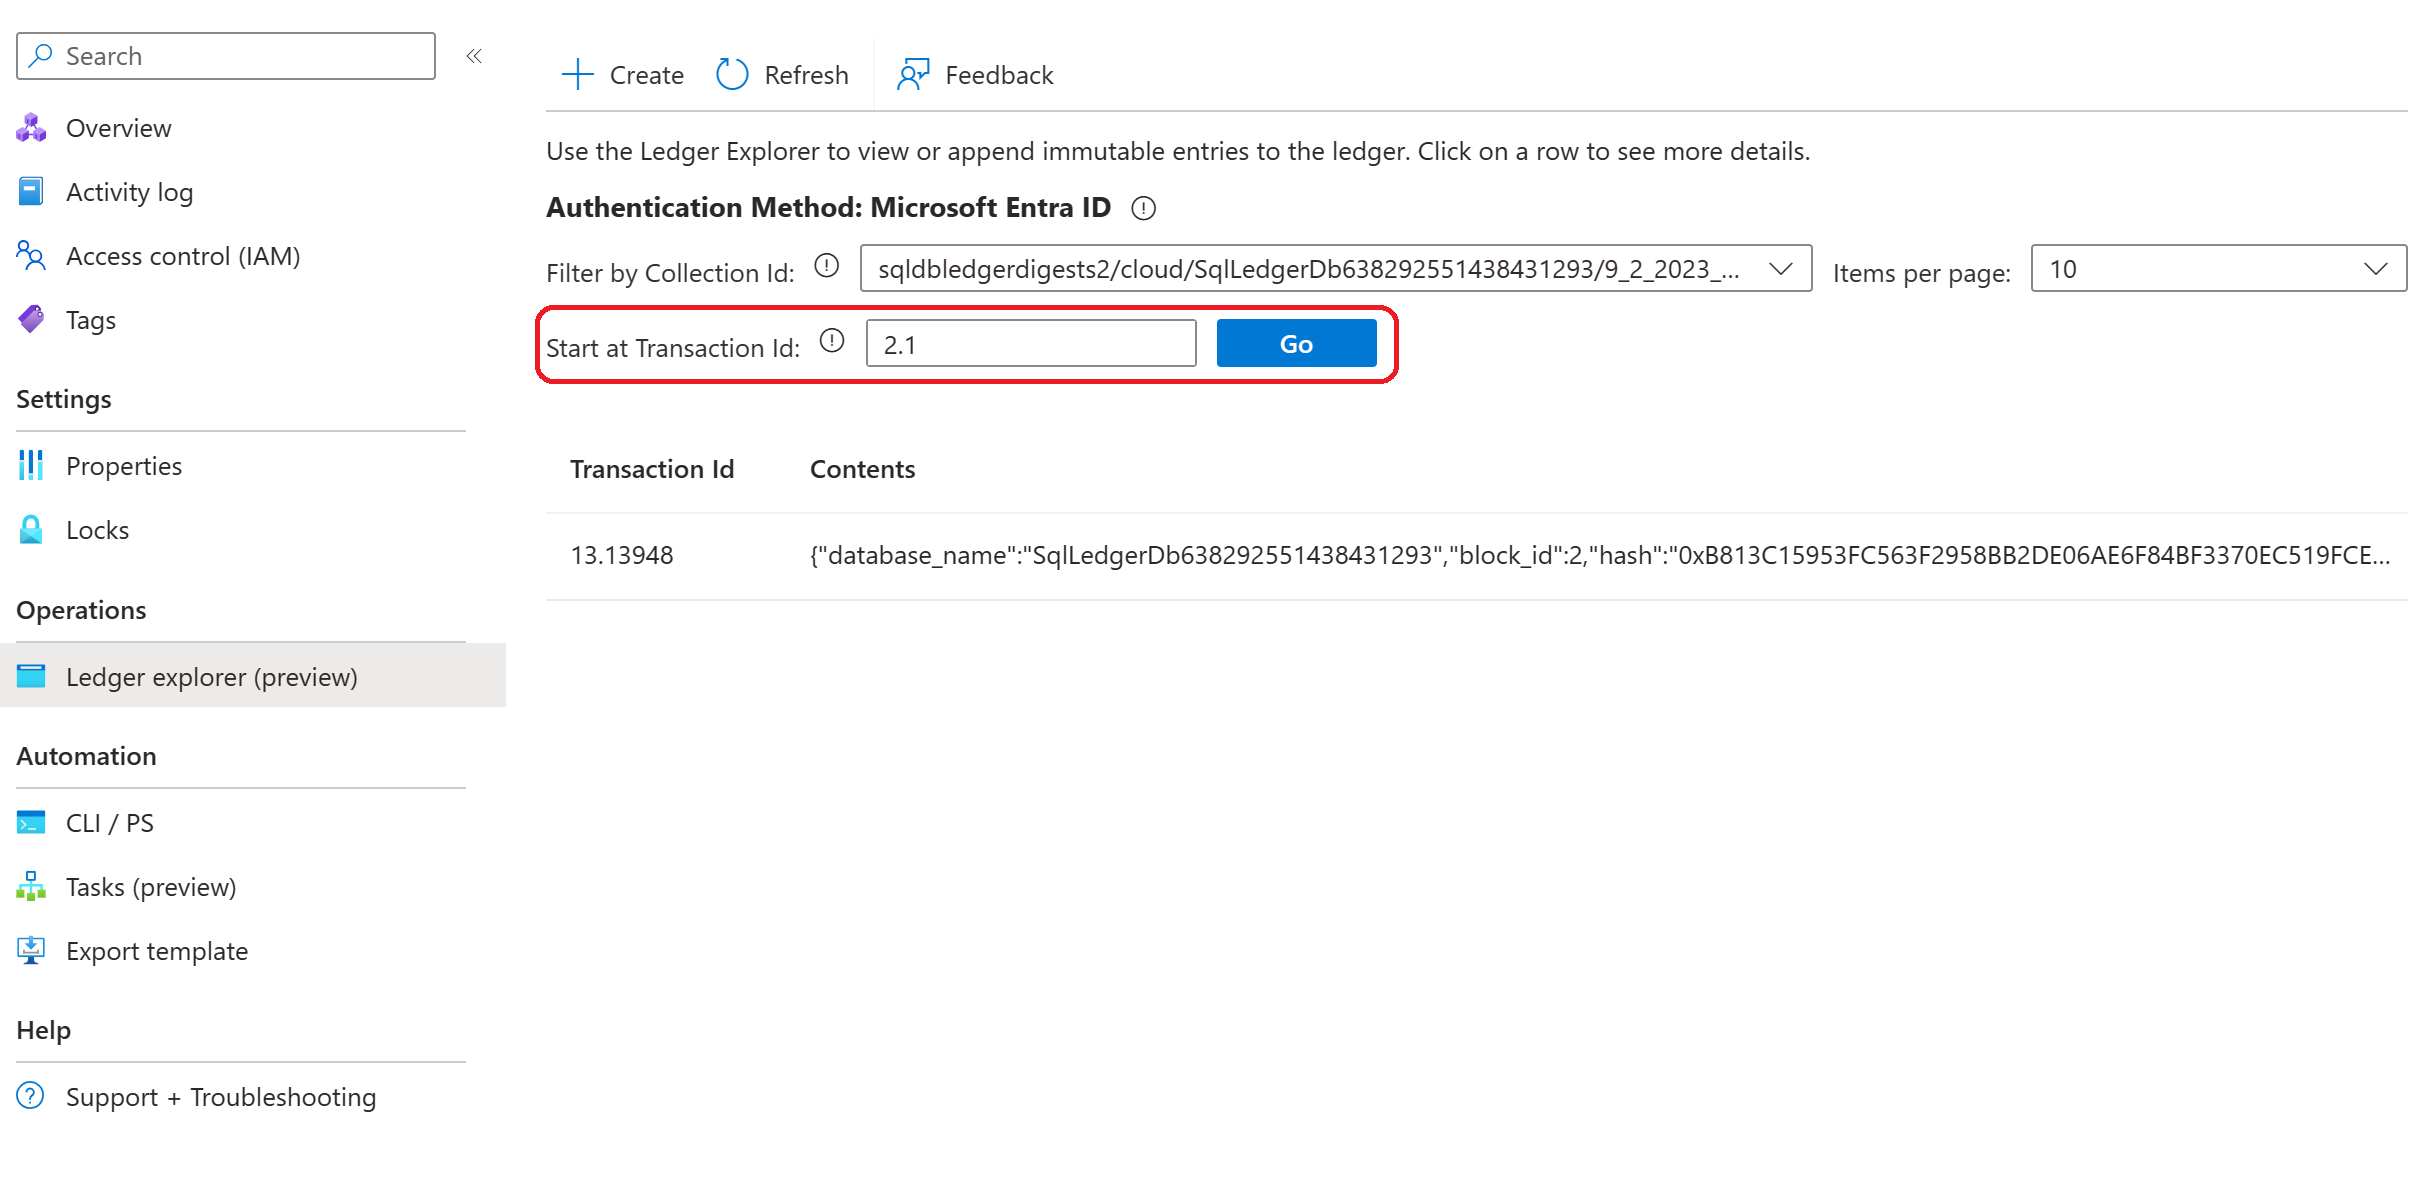 Search
Overview
Activity log
Access control (IAM)
Tags
Settings
Properties
Locks
Operations
Ledger explorer (preview)
Automation
CLI / PS
Tasks (preview)
Export template
Help
Support + Troubleshooting
Create Refresh Feedback
Use the Ledger Explorer to view or append immutable entries to the ledger. Click on a row to see more details.
Authentication Method: Microsoft Entra ID
Filter by Collection Id: sqldbledgerdigests2/cloud/SqlLedgerDb638292551438431293/9_2_2023_... Items per page: 10
Start at Transaction Id: 2.1 Go
Transaction Id Contents
13.13948 {"database_name":"SqlLedgerDb638292551438431293","block_id":2,"hash":"0xB813C15953FC563F2958BB2DE06AE6F84BF3370EC519FCE...